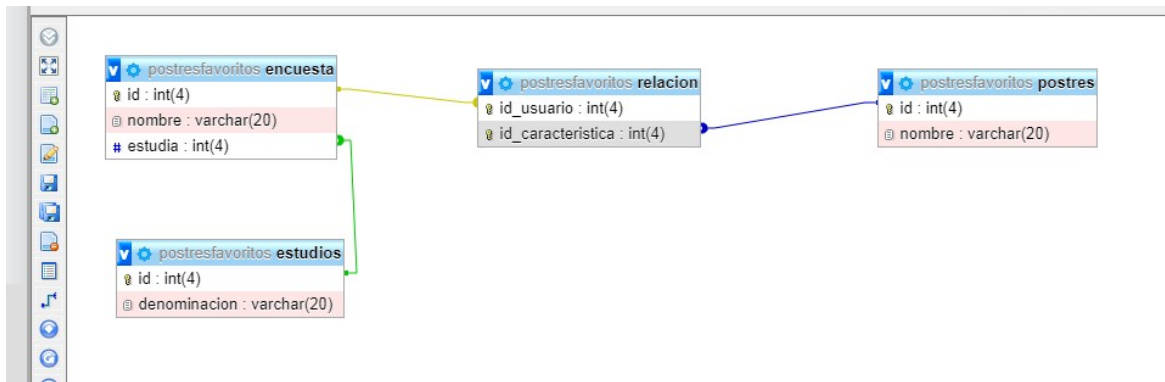 v postresfavoritos encuesta
id : int(4)
nombre : varchar(20)
# estudia : int(4)
v postresfavoritos relacion
id_usuario : int(4)
id_caracteristica : int(4)
v postresfavoritos postres
id : int(4)
nombre : varchar(20)
v postresfavoritos estudios
id : int(4)
denominacion : varchar(20)